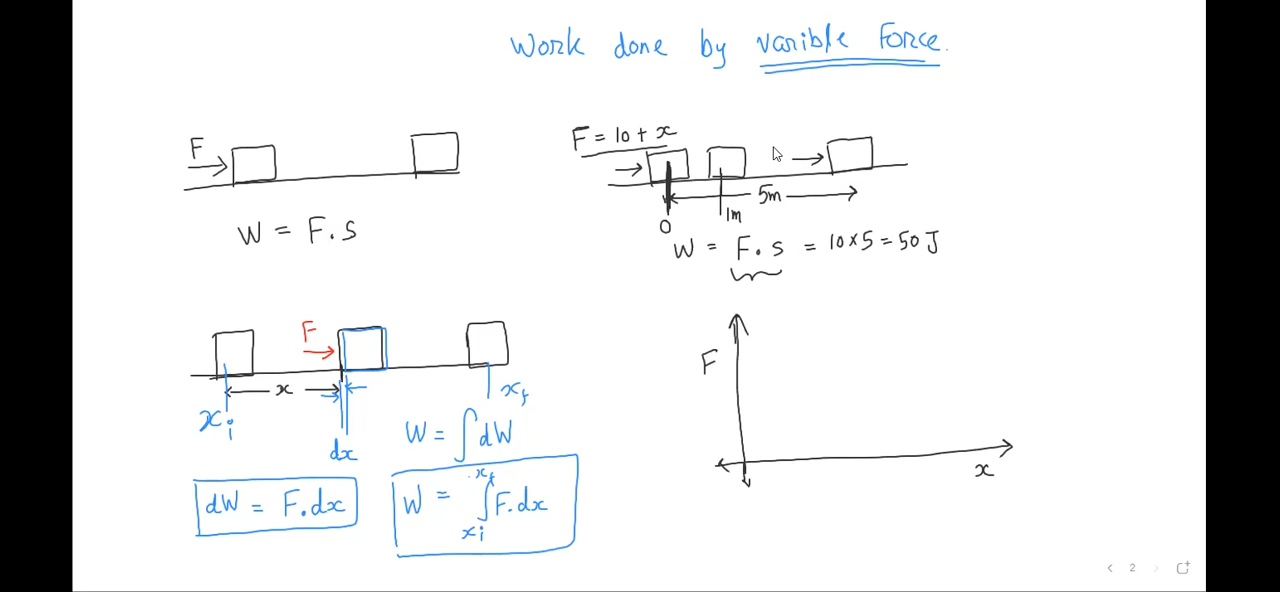 Work done by varible Force.
F
W = F.s
F = 10 + x
5m
0
1m
W = F.s = 10×5 = 50 J
F
x
xi
dx
xf
W = ∫dW
dW = F.dx
W = ∫ xi xf F.dx
F
x
2